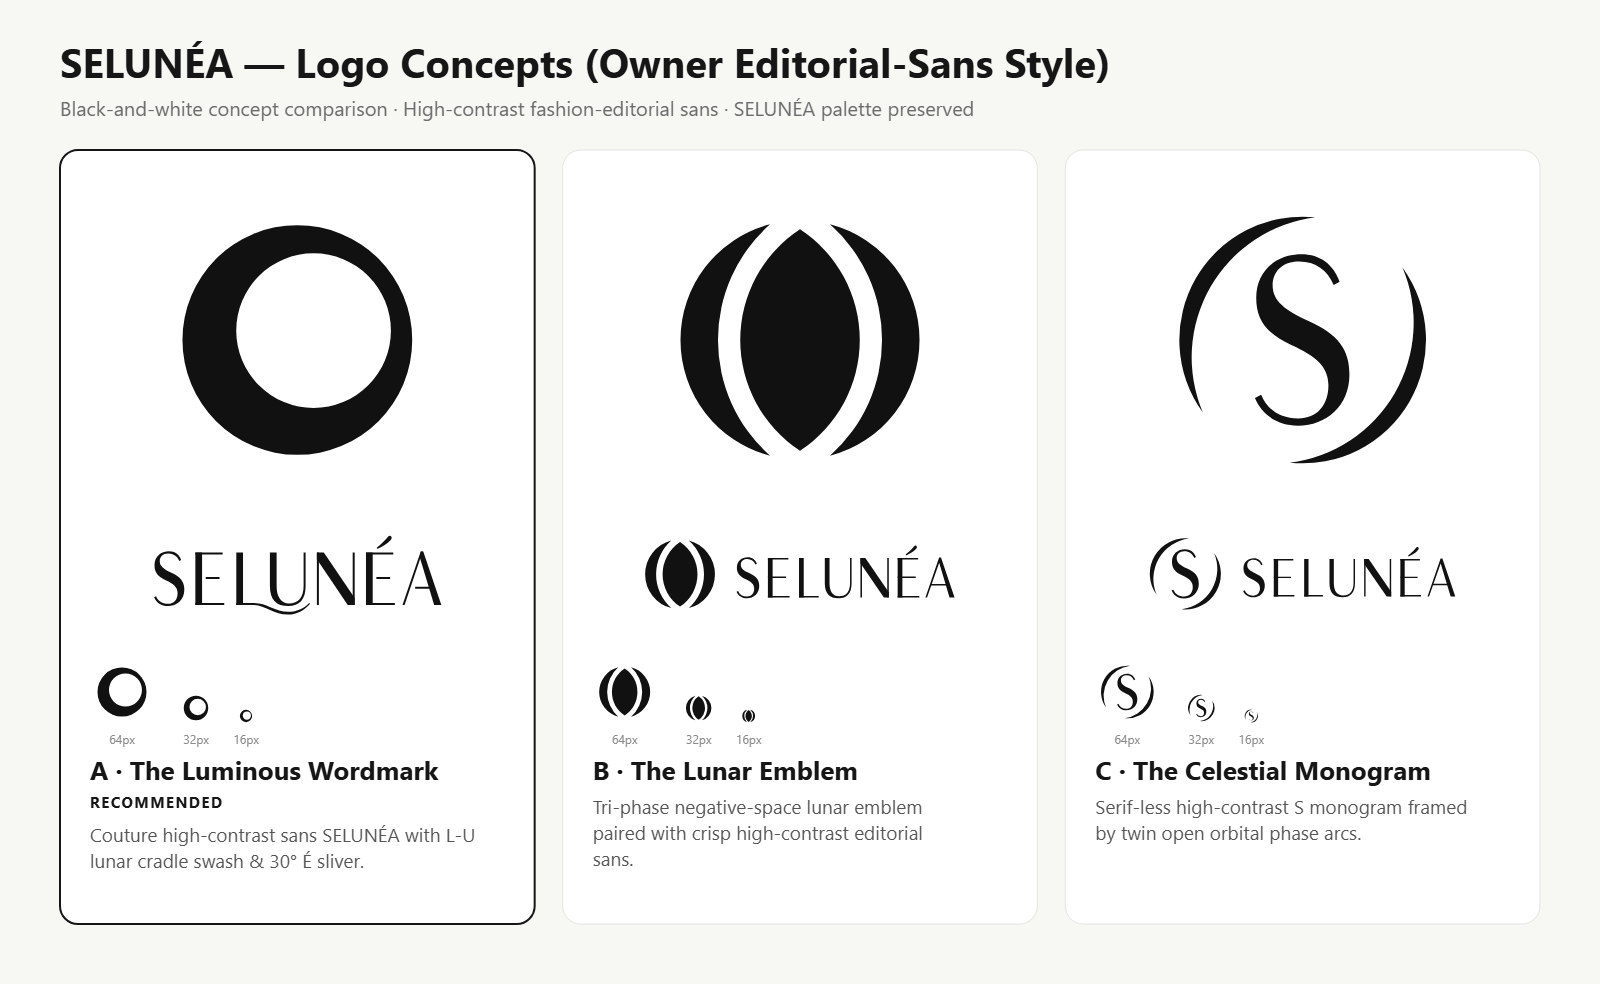 SELUNÉA — Logo Concepts (Owner Editorial-Sans Style)
Black-and-white concept comparison · High-contrast fashion-editorial sans · SELUNÉA palette preserved
SELUNÉA
64px 32px 16px
A · The Luminous Wordmark
RECOMMENDED
Couture high-contrast sans SELUNÉA with L-U
lunar cradle swash & 30° É sliver.
SELUNÉA
64px 32px 16px
B · The Lunar Emblem
Tri-phase negative-space lunar emblem
paired with crisp high-contrast editorial
sans.
S
S SELUNÉA
S S S
64px 32px 16px
C · The Celestial Monogram
Serif-less high-contrast S monogram framed
by twin open orbital phase arcs.